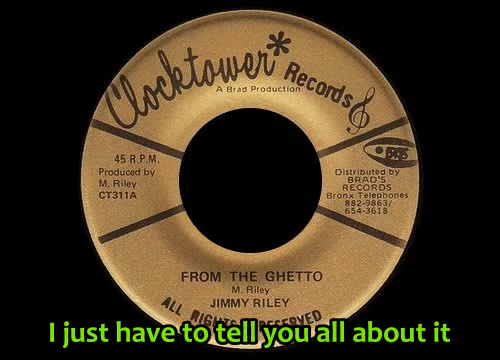 Clocktower* Records
A Brad Production
45 R.P.M.
Produced by
M. Riley
CT311A
Distributed by
BRAD'S
RECORDS
Bronx Telephones
882-9863/
654-3618
FROM THE GHETTO
M. Riley
JIMMY RILEY
ALL RIGHTS RESERVED
I just have to tell you all about it